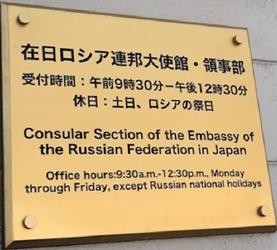 在日ロシア連邦大使館・領事部
受付時間：午前9時30分－午後12時30分
休日：土日、ロシアの祭日
Consular Section of the Embassy of
the Russian Federation in Japan
Office hours:9:30a.m.-12:30p.m., Monday
through Friday, except Russian national holidays